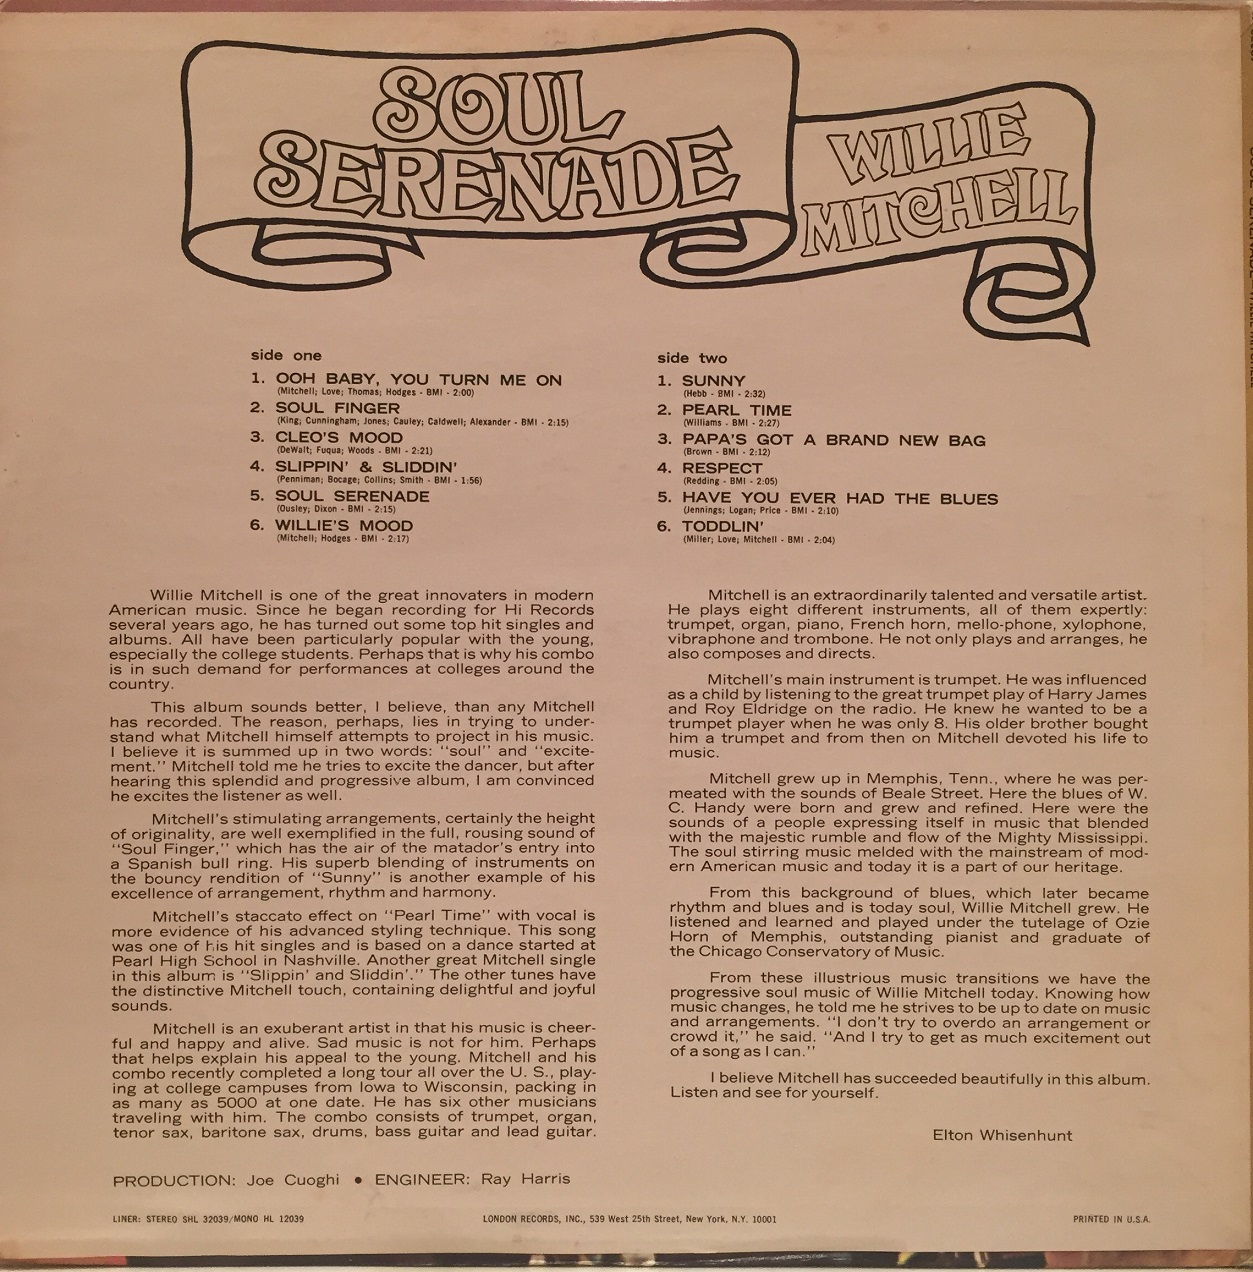 SOUL
SERENADE
WILLIE
MITCHELL
side one
1. OOH BABY, YOU TURN ME ON
(Mitchell; Love; Thomas; Hodges - BMI - 2:00)
2. SOUL FINGER
(King; Cunningham; Jones; Cauley; Caldwell; Alexander - BMI - 2:15)
3. CLEO'S MOOD
(DeWalt; Fuqua; Woods - BMI - 2:21)
4. SLIPPIN' & SLIDDIN'
(Penniman; Bocage; Collins; Smith - BMI - 1:56)
5. SOUL SERENADE
(Ousley; Dixon - BMI - 2:15)
6. WILLIE'S MOOD
(Mitchell; Hodges - BMI - 2:17)
side two
1. SUNNY
(Hebb - BMI - 2:32)
2. PEARL TIME
(Williams - BMI - 2:27)
3. PAPA'S GOT A BRAND NEW BAG
(Brown - BMI - 2:12)
4. RESPECT
(Redding - BMI - 2:05)
5. HAVE YOU EVER HAD THE BLUES
(Jennings; Logan; Price - BMI - 2:10)
6. TODDLIN'
(Miller; Love; Mitchell - BMI - 2:04)
Willie Mitchell is one of the great innovaters in modern
American music. Since he began recording for Hi Records
several years ago, he has turned out some top hit singles and
albums. All have been particularly popular with the young,
especially the college students. Perhaps that is why his combo
is in such demand for performances at colleges around the
country.
This album sounds better, I believe, than any Mitchell
has recorded. The reason, perhaps, lies in trying to under-
stand what Mitchell himself attempts to project in his music.
I believe it is summed up in two words: "soul" and "excite-
ment." Mitchell told me he tries to excite the dancer, but after
hearing this splendid and progressive album, I am convinced
he excites the listener as well.
Mitchell's stimulating arrangements, certainly the height
of originality, are well exemplified in the full, rousing sound of
"Soul Finger," which has the air of the matador's entry into
a Spanish bull ring. His superb blending of instruments on
the bouncy rendition of "Sunny" is another example of his
excellence of arrangement, rhythm and harmony.
Mitchell's staccato effect on "Pearl Time" with vocal is
more evidence of his advanced styling technique. This song
was one of his hit singles and is based on a dance started at
Pearl High School in Nashville. Another great Mitchell single
in this album is "Slippin' and Sliddin'." The other tunes have
the distinctive Mitchell touch, containing delightful and joyful
sounds.
Mitchell is an exuberant artist in that his music is cheer-
ful and happy and alive. Sad music is not for him. Perhaps
that helps explain his appeal to the young. Mitchell and his
combo recently completed a long tour all over the U. S., play-
ing at college campuses from Iowa to Wisconsin, packing in
as many as 5000 at one date. He has six other musicians
traveling with him. The combo consists of trumpet, organ,
tenor sax, baritone sax, drums, bass guitar and lead guitar.
Mitchell is an extraordinarily talented and versatile artist.
He plays eight different instruments, all of them expertly:
trumpet, organ, piano, French horn, mello-phone, xylophone,
vibraphone and trombone. He not only plays and arranges, he
also composes and directs.
Mitchell's main instrument is trumpet. He was influenced
as a child by listening to the great trumpet play of Harry James
and Roy Eldridge on the radio. He knew he wanted to be a
trumpet player when he was only 8. His older brother bought
him a trumpet and from then on Mitchell devoted his life to
music.
Mitchell grew up in Memphis, Tenn., where he was per-
meated with the sounds of Beale Street. Here the blues of W.
C. Handy were born and grew and refined. Here were the
sounds of a people expressing itself in music that blended
with the majestic rumble and flow of the Mighty Mississippi.
The soul stirring music melded with the mainstream of mod-
ern American music and today it is a part of our heritage.
From this background of blues, which later became
rhythm and blues and is today soul, Willie Mitchell grew. He
listened and learned and played under the tutelage of Ozie
Horn of Memphis, outstanding pianist and graduate of
the Chicago Conservatory of Music.
From these illustrious music transitions we have the
progressive soul music of Willie Mitchell today. Knowing how
music changes, he told me he strives to be up to date on music
and arrangements. "I don't try to overdo an arrangement or
crowd it," he said. "And I try to get as much excitement out
of a song as I can."
I believe Mitchell has succeeded beautifully in this album.
Listen and see for yourself.
Elton Whisenhunt
PRODUCTION: Joe Cuoghi • ENGINEER: Ray Harris
LINER: STEREO SHL 32039/MONO HL 12039
LONDON RECORDS, INC., 539 West 25th Street, New York, N.Y. 10001
PRINTED IN U.S.A.